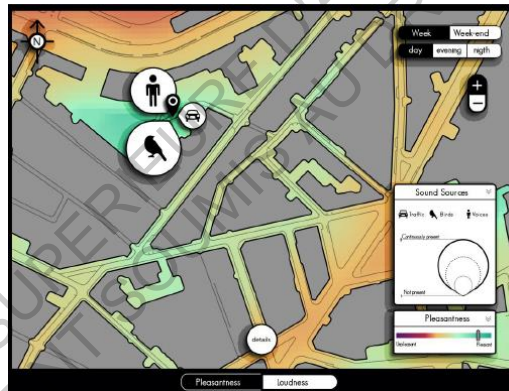 N
Week Week-end
day evening nigth
+
−
Sound Sources
Traffic Birds Voices
Continuously present
Not present
Pleasantness
Unpleasant Pleasant
details
Pleasantness Loudness